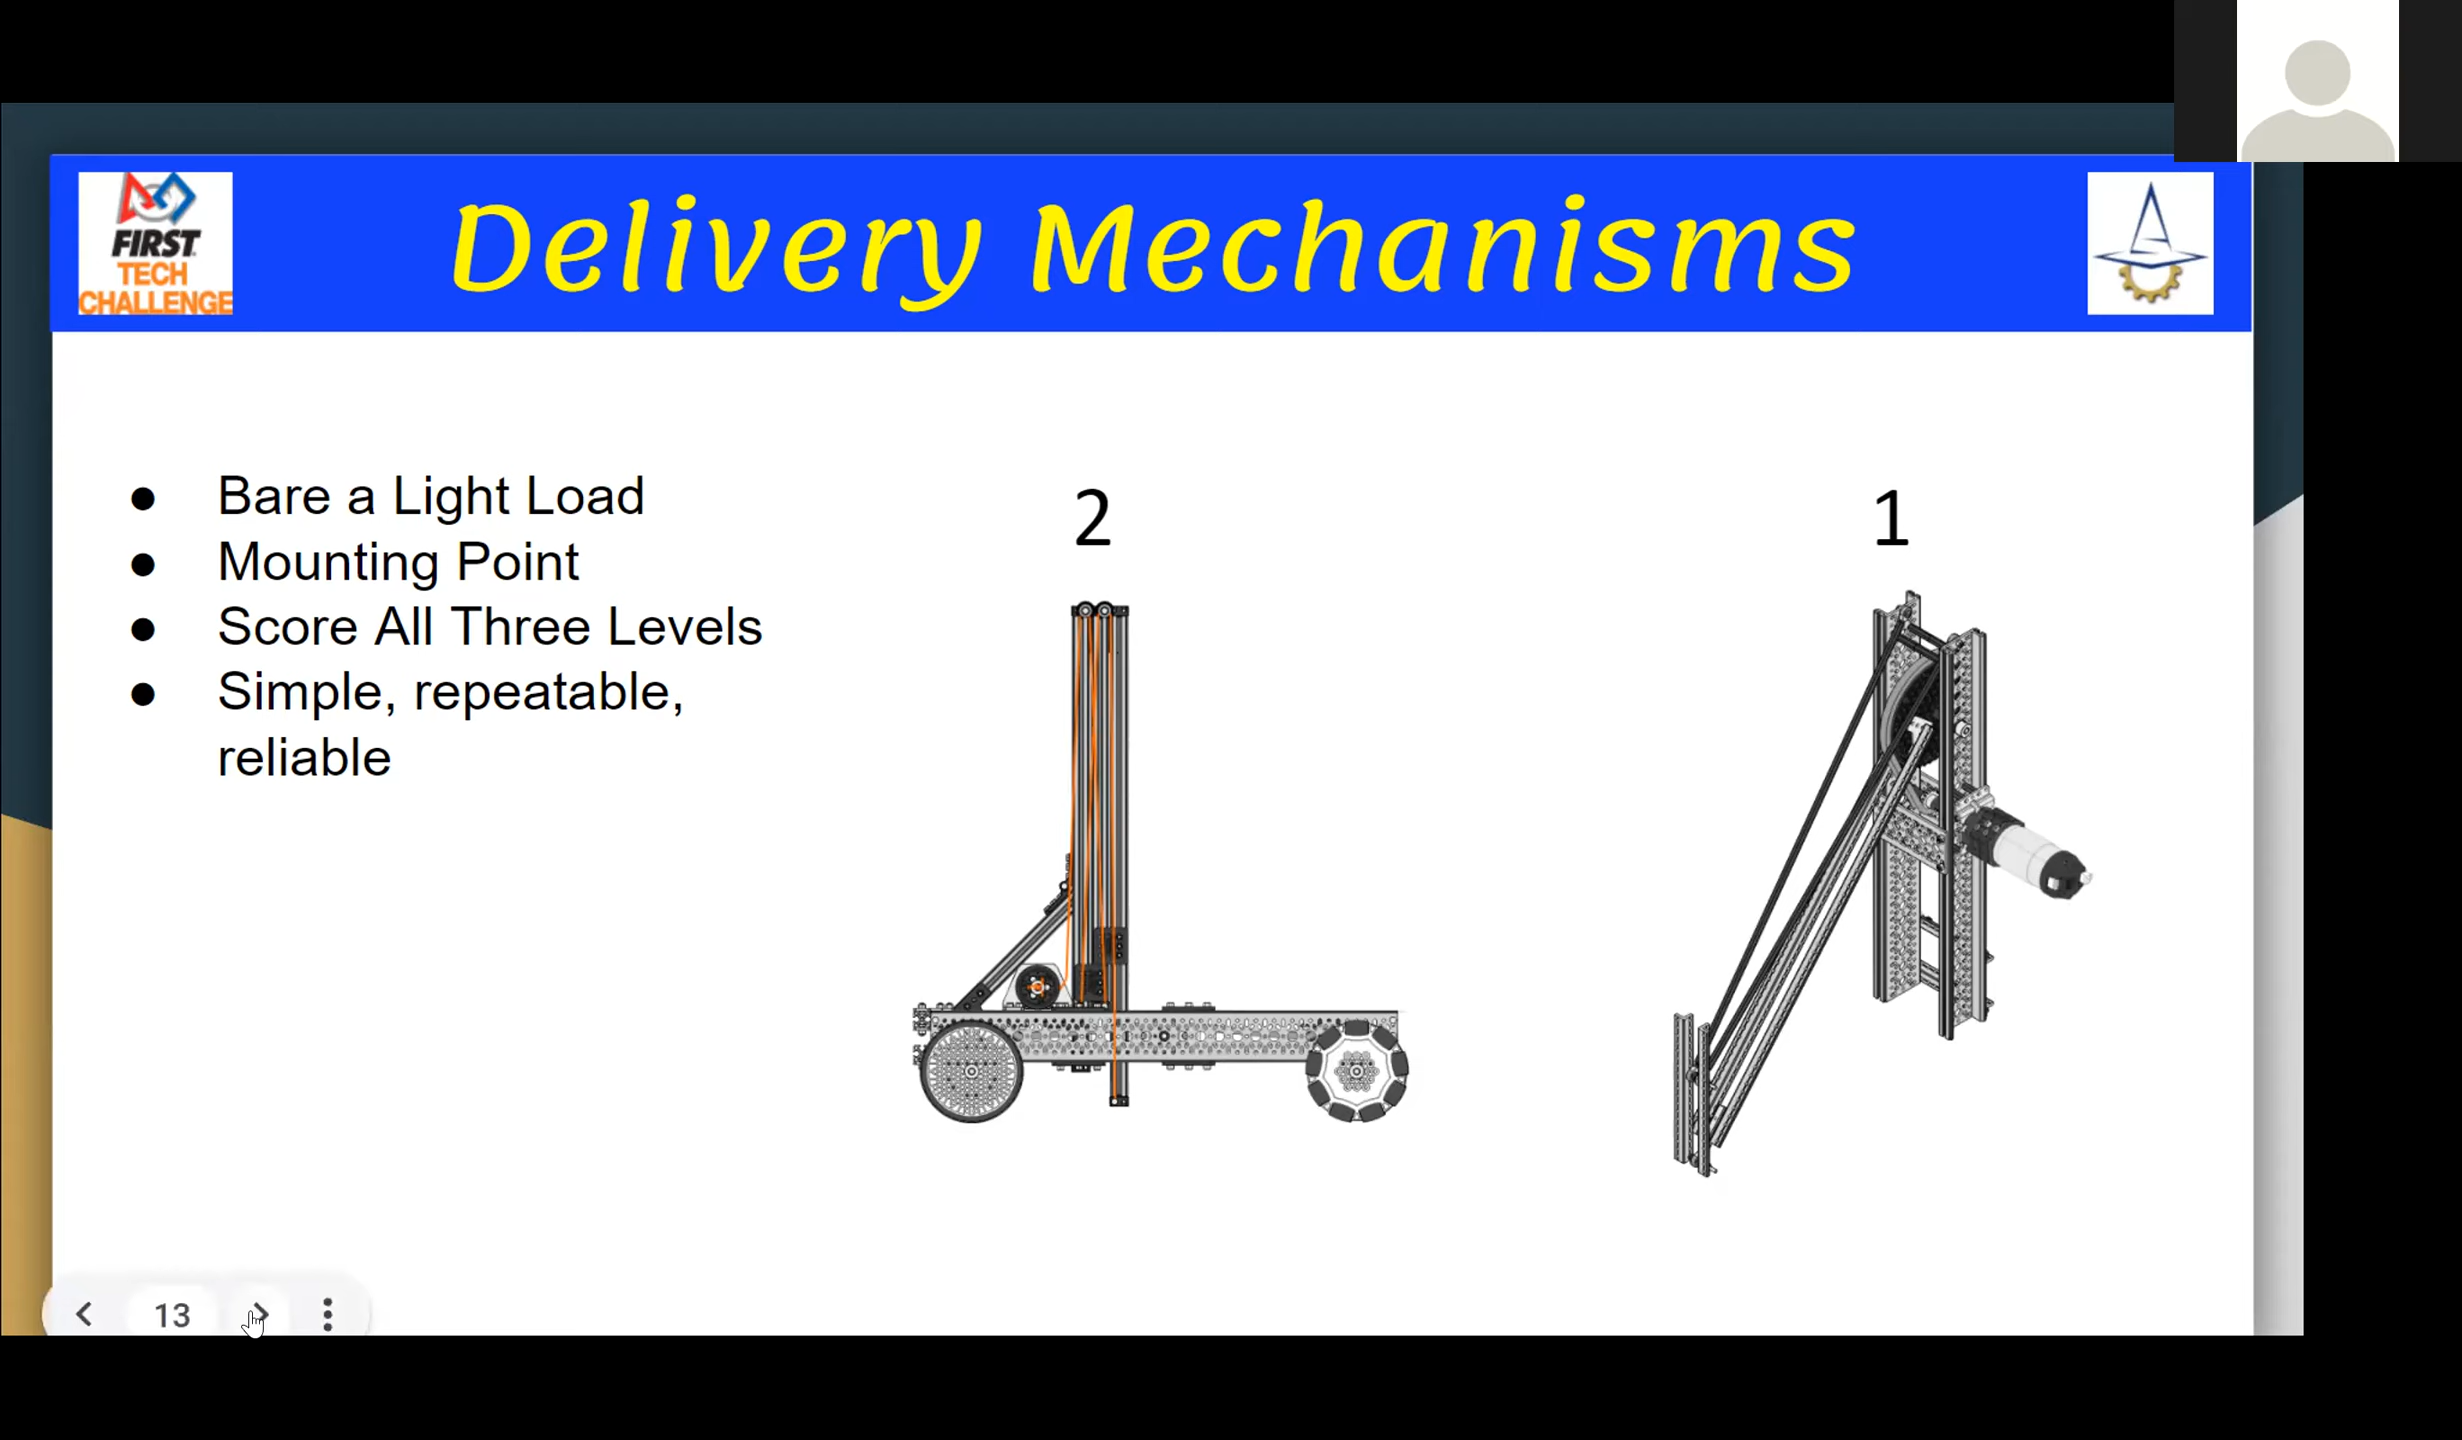 FIRST
TECH
CHALLENGE
Delivery Mechanisms
● Bare a Light Load
● Mounting Point
● Score All Three Levels
● Simple, repeatable,
reliable
2
1
13